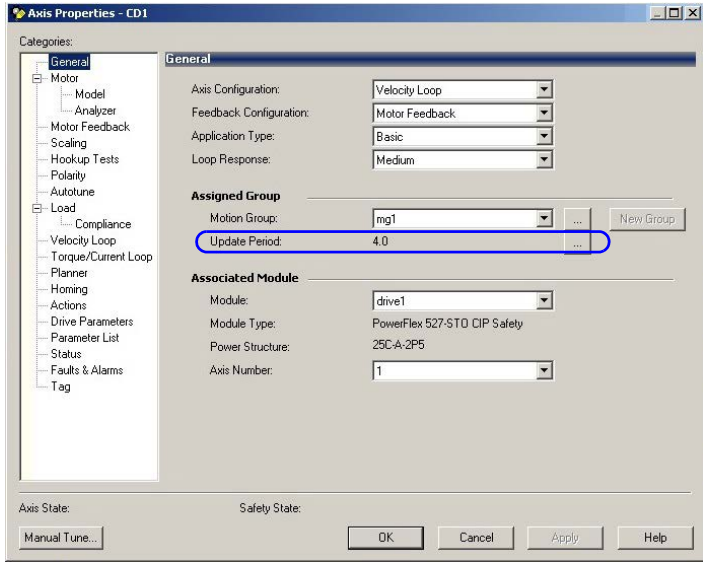 Axis Properties - CD1
Categories:
General
Motor
Model
Analyzer
Motor Feedback
Scaling
Hookup Tests
Polarity
Autotune
Load
Compliance
Velocity Loop
Torque/Current Loop
Planner
Homing
Actions
Drive Parameters
Parameter List
Status
Faults & Alarms
Tag
General
Axis Configuration: Velocity Loop
Feedback Configuration: Motor Feedback
Application Type: Basic
Loop Response: Medium
Assigned Group
Motion Group: mg1 ... New Group
Update Period: 4.0 ...
Associated Module
Module: drive1
Module Type: PowerFlex 527-STO CIP Safety
Power Structure: 25C-A-2P5
Axis Number: 1
Axis State: Safety State:
Manual Tune... OK Cancel Apply Help